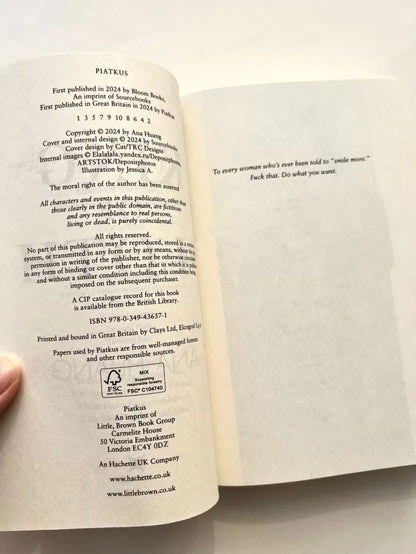 PIATKUS
First published in 2024 by Bloom Books,
An imprint of Sourcebooks
First published in Great Britain in 2024 by Piatkus
1 3 5 7 9 10 8 6 4 2
Copyright © 2024 by Ana Huang
Cover and internal design © 2024 by Sourcebooks
Cover design by Cat/TRC Designs
Internal images © Elalalala.yandex.ru/Depositphotos,
ARTSTOK/Depositphotos
Illustration by Jessica A.
The moral right of the author has been asserted
All characters and events in this publication, other than
those clearly in the public domain, are fictitious
and any resemblance to real persons,
living or dead, is purely coincidental.
All rights reserved.
No part of this publication may be reproduced, stored in a
system, or transmitted in any form or by any means, without the
permission in writing of the publisher, nor be otherwise circulated
in any form of binding or cover other than that in which it is
and without a similar condition including this condition being
imposed on the subsequent purchaser.
A CIP catalogue record for this book
is available from the British Library.
ISBN 978-0-349-43637-1
Printed and bound in Great Britain by Clays Ltd, Elcograf S.p.A.
Papers used by Piatkus are from well-managed forests
and other responsible sources.
FSC
MIX
Supporting
responsible forestry
FSC® C104740
Piatkus
An imprint of
Little, Brown Book Group
Carmelite House
50 Victoria Embankment
London EC4Y 0DZ
An Hachette UK Company
www.hachette.co.uk
www.littlebrown.co.uk
To every woman who's ever been told to "smile more."
Fuck that. Do what you want.